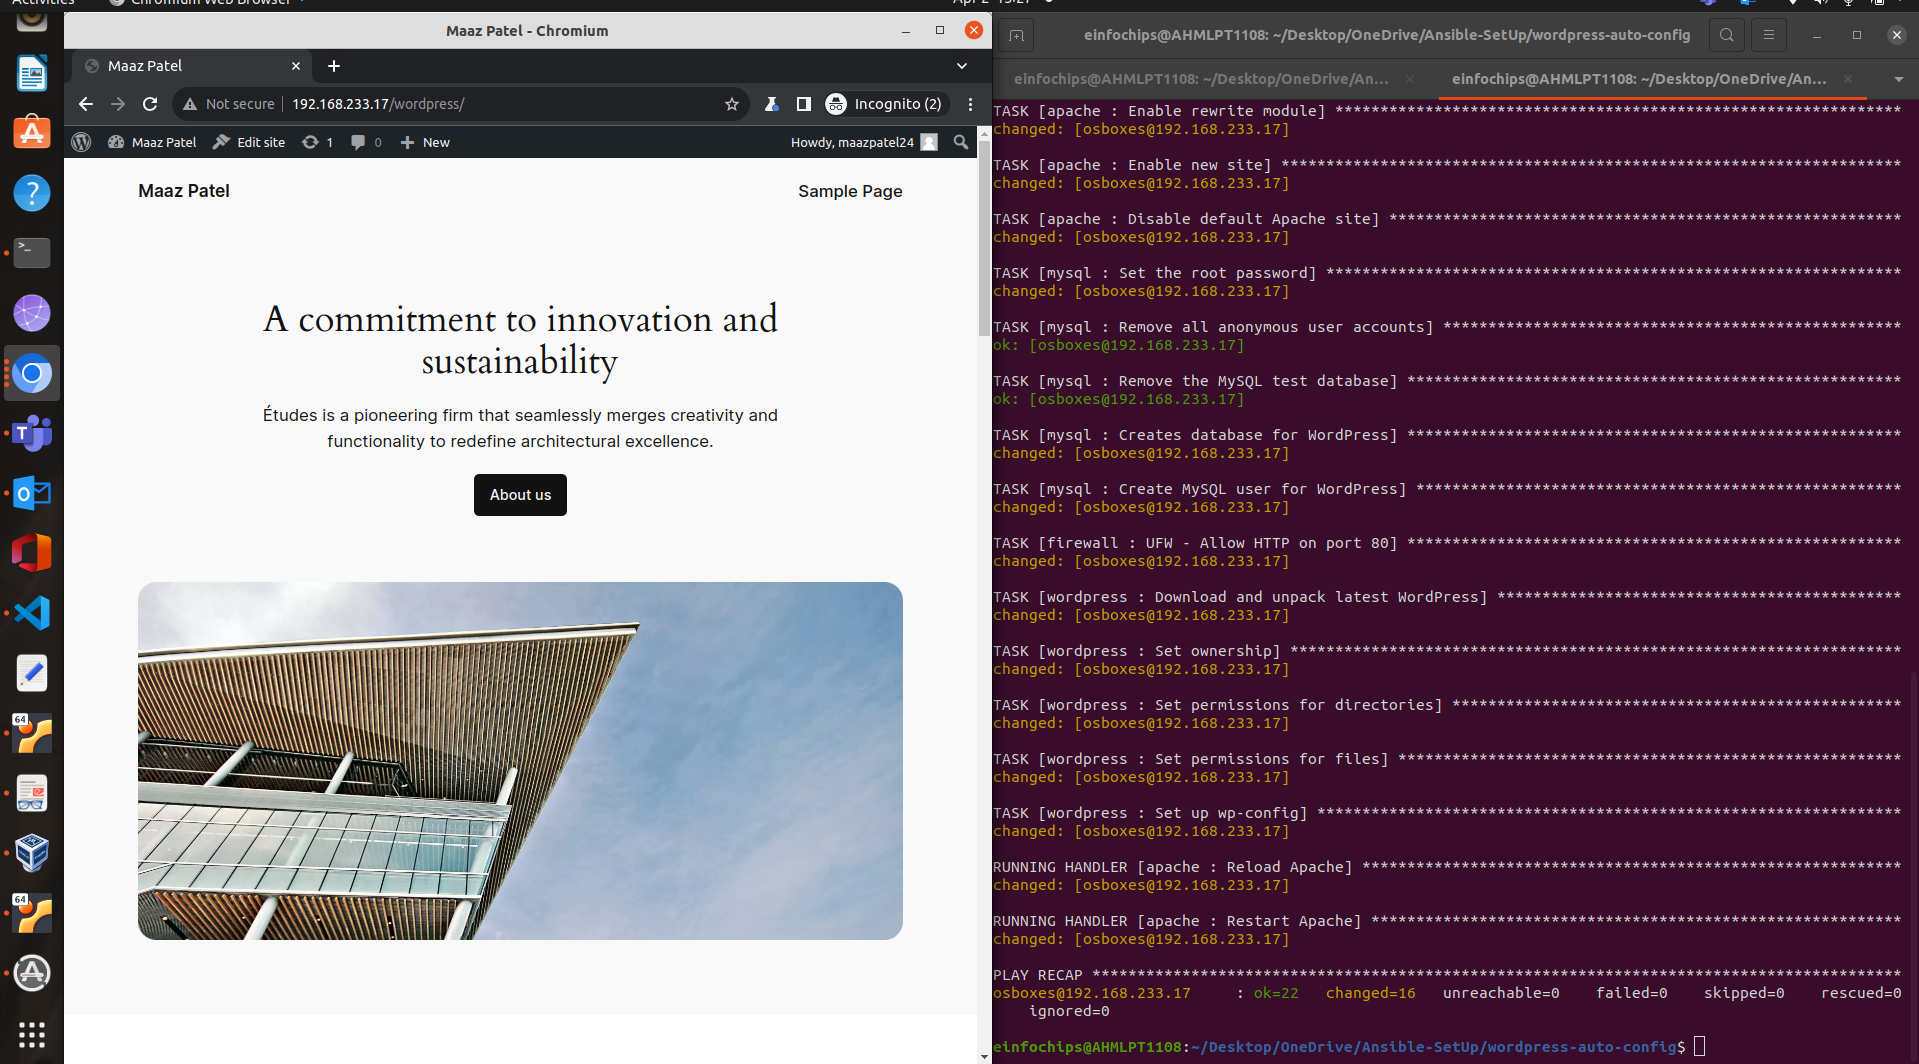 Activities
Chromium Web Browser
Apr 2 15:27
Maaz Patel - Chromium
Maaz Patel
Not secure 192.168.233.17/wordpress/
Incognito (2)
Maaz Patel Edit site 1 0 New
Howdy, maazpatel24
Maaz Patel
Sample Page
A commitment to innovation and
sustainability
Études is a pioneering firm that seamlessly merges creativity and
functionality to redefine architectural excellence.
About us
einfochips@AHMLPT1108: ~/Desktop/OneDrive/Ansible-SetUp/wordpress-auto-config
einfochips@AHMLPT1108: ~/Desktop/OneDrive/An...
einfochips@AHMLPT1108: ~/Desktop/OneDrive/An...
TASK [apache : Enable rewrite module] ***************************************************************
changed: [osboxes@192.168.233.17]
TASK [apache : Enable new site] *********************************************************************
changed: [osboxes@192.168.233.17]
TASK [apache : Disable default Apache site] *********************************************************
changed: [osboxes@192.168.233.17]
TASK [mysql : Set the root password] ****************************************************************
changed: [osboxes@192.168.233.17]
TASK [mysql : Remove all anonymous user accounts] ***************************************************
ok: [osboxes@192.168.233.17]
TASK [mysql : Remove the MySQL test database] *******************************************************
ok: [osboxes@192.168.233.17]
TASK [mysql : Creates database for WordPress] *******************************************************
changed: [osboxes@192.168.233.17]
TASK [mysql : Create MySQL user for WordPress] ******************************************************
changed: [osboxes@192.168.233.17]
TASK [firewall : UFW - Allow HTTP on port 80] *******************************************************
changed: [osboxes@192.168.233.17]
TASK [wordpress : Download and unpack latest WordPress] *********************************************
changed: [osboxes@192.168.233.17]
TASK [wordpress : Set ownership] ********************************************************************
changed: [osboxes@192.168.233.17]
TASK [wordpress : Set permissions for directories] **************************************************
changed: [osboxes@192.168.233.17]
TASK [wordpress : Set permissions for files] ********************************************************
changed: [osboxes@192.168.233.17]
TASK [wordpress : Set up wp-config] *****************************************************************
changed: [osboxes@192.168.233.17]
RUNNING HANDLER [apache : Reload Apache] ************************************************************
changed: [osboxes@192.168.233.17]
RUNNING HANDLER [apache : Restart Apache] ***********************************************************
changed: [osboxes@192.168.233.17]
PLAY RECAP ******************************************************************************************
osboxes@192.168.233.17 : ok=22 changed=16 unreachable=0 failed=0 skipped=0 rescued=0
ignored=0
einfochips@AHMLPT1108:~/Desktop/OneDrive/Ansible-SetUp/wordpress-auto-config$
64
64